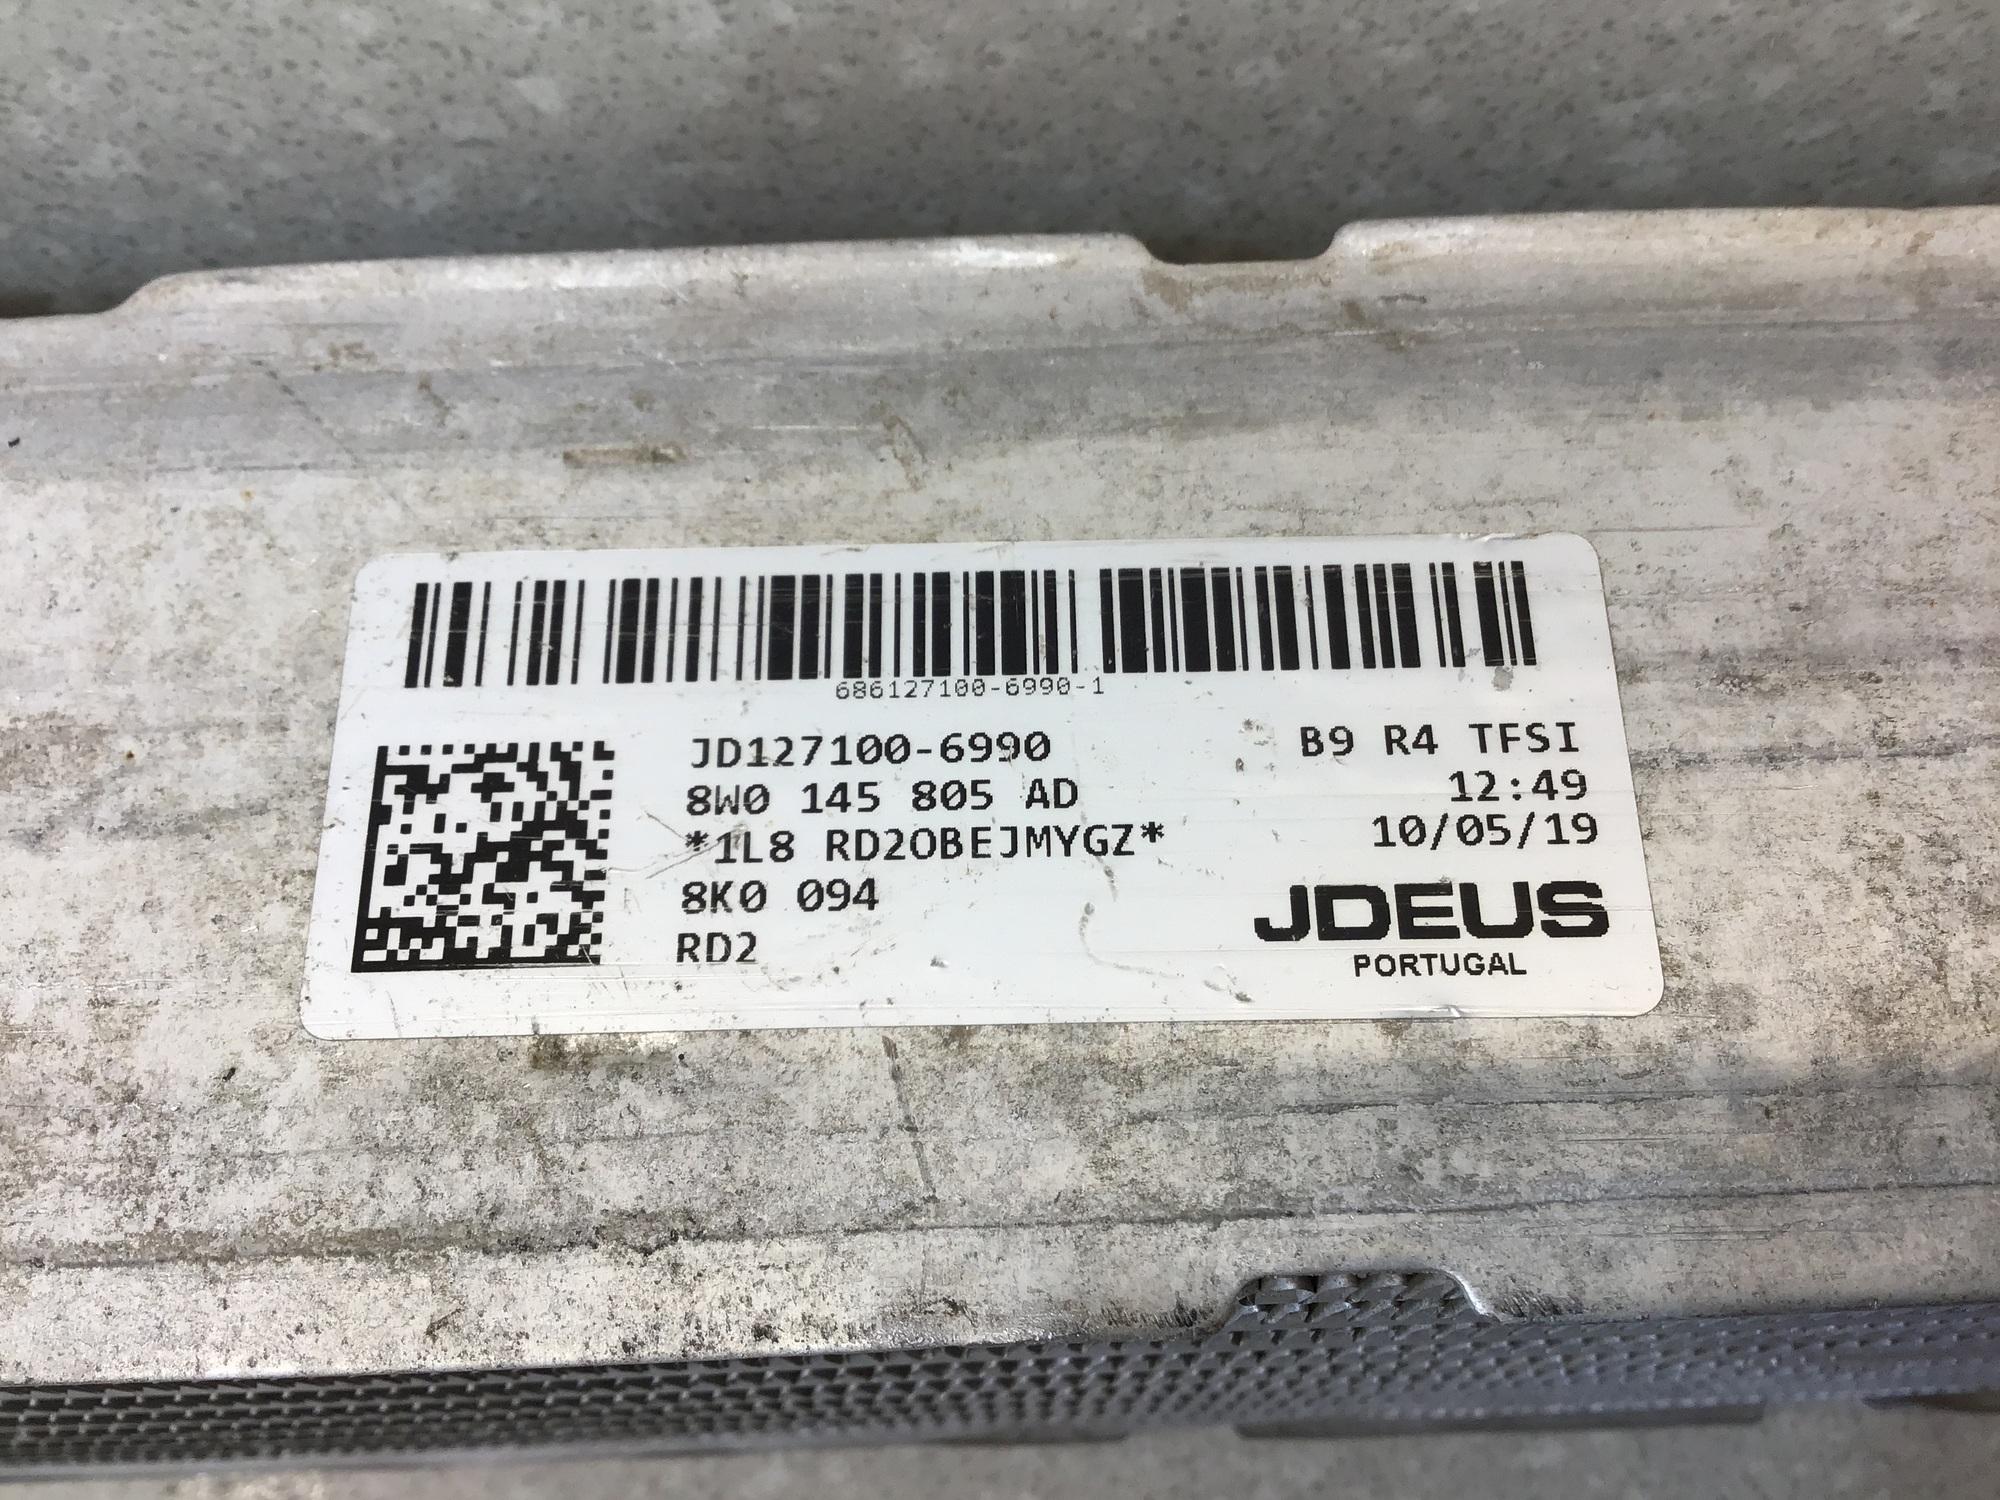 686127100-6990-1
JD127100-6990
8W0 145 805 AD
*1L8 RD2OBEJMYGZ*
8K0 094
RD2
B9 R4 TFSI
12:49
10/05/19
JDEUS
PORTUGAL